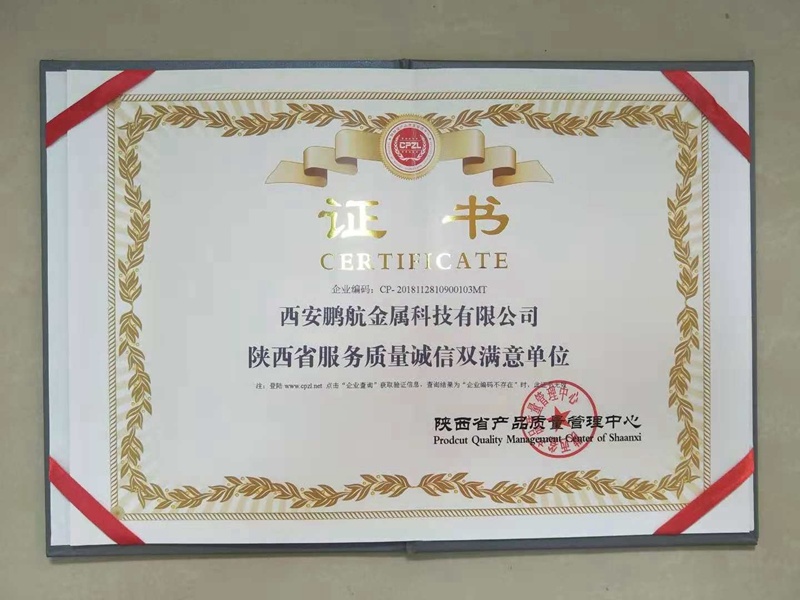 CPZL
证 书
CERTIFICATE
企业编码：CP- 2018112810900103MT
西安鹏航金属科技有限公司
陕西省服务质量诚信双满意单位
注：登陆 www.cpzl.net 点击“企业查询”获取验证信息，查询结果为“企业编码不存在”时，
陕西省产品质量管理中心
Prodcut Quality Management Center of Shaanxi